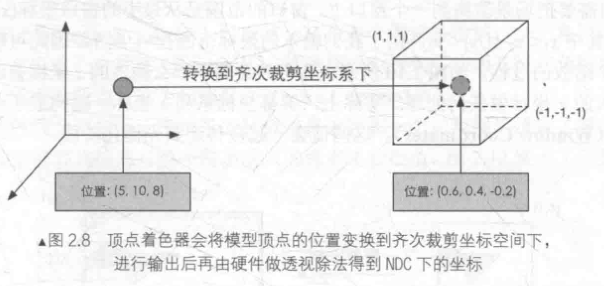 (1,1,1)
转换到齐次裁剪坐标系下
(-1,-1,-1)
位置: (5, 10, 8)
位置: (0.6, 0.4, -0.2)
▲图 2.8 顶点着色器会将模型顶点的位置变换到齐次裁剪坐标空间下，
进行输出后再由硬件做透视除法得到 NDC 下的坐标